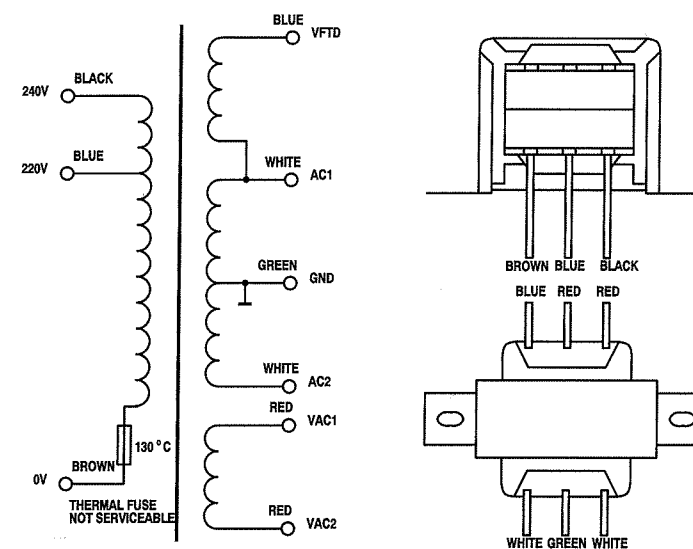 BLUE
VFTD
BLACK
240V
BLUE
220V
WHITE
AC1
GREEN
GND
WHITE
AC2
RED
VAC1
130°C
BROWN
0V
THERMAL FUSE
NOT SERVICEABLE
RED
VAC2
BROWN BLUE BLACK
BLUE RED RED
WHITE GREEN WHITE